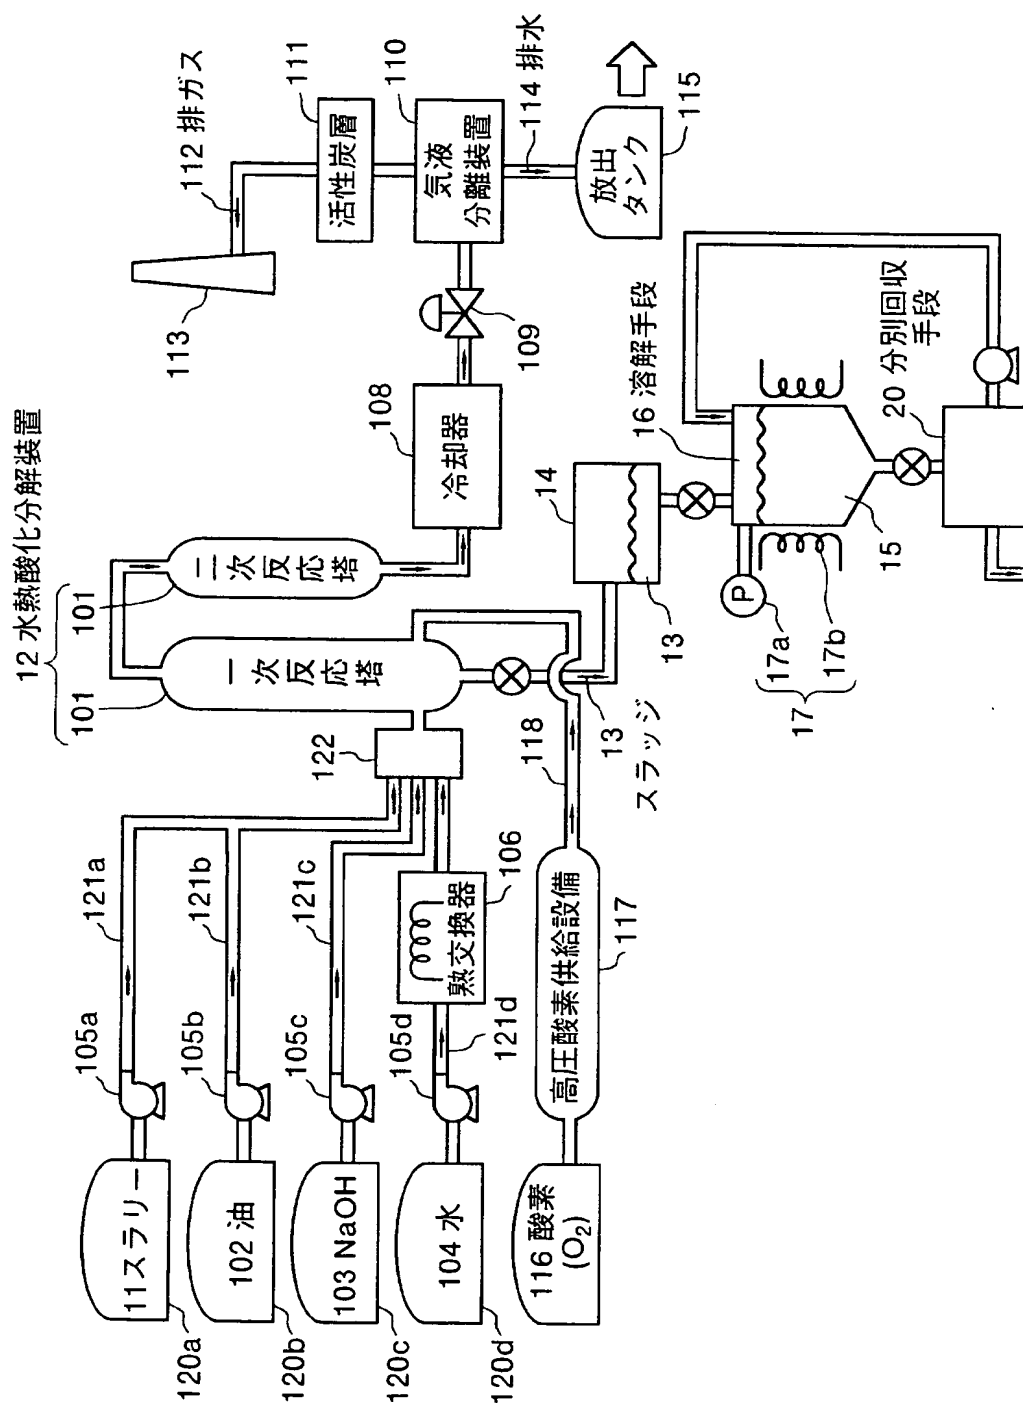 12 水熱酸化分解装置
101
101
二次反応塔
一次反応塔
122
121a
121b
121c
121d
105a
105b
105c
105d
11スラリー
102 油
103 NaOH
104 水
116 酸素
(O₂)
120a
120b
120c
120d
熱交換器
106
高圧酸素供給設備
117
118
13
スラッジ
13
14
冷却器
108
109
気液
分離装置
110
活性炭層
111
112 排ガス
113
114 排水
放出
タンク
115
16 溶解手段
15
P
17a
17b
17
20 分別回収
手段